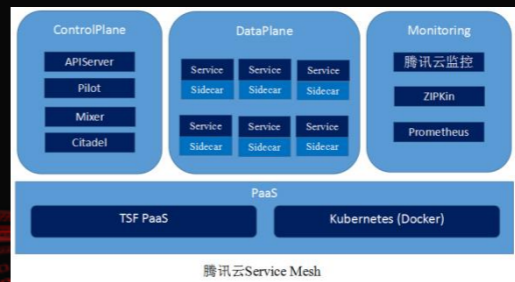 ControlPlane
APIServer
Pilot
Mixer
Citadel
DataPlane
Service Service Service
Sidecar Sidecar Sidecar
Service Service Service
Sidecar Sidecar Sidecar
Monitoring
腾讯云监控
ZIPKin
Prometheus
PaaS
TSF PaaS
Kubernetes (Docker)
腾讯云Service Mesh